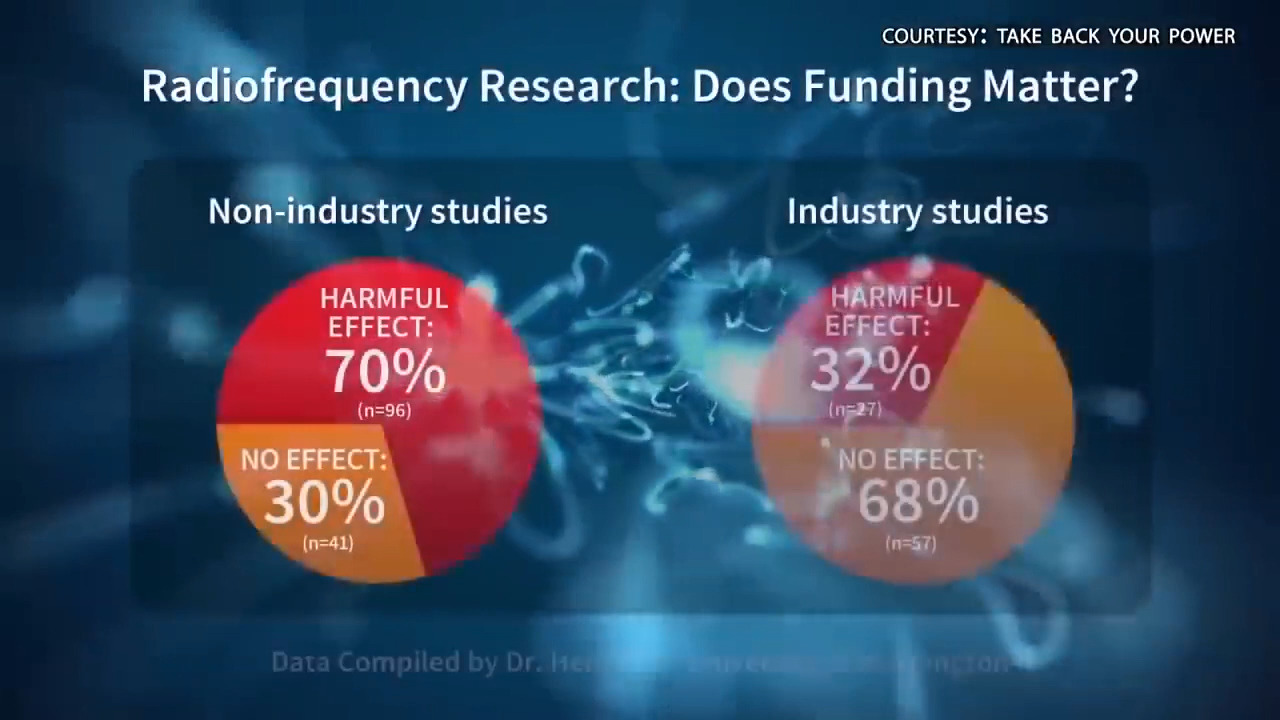 COURTESY: TAKE BACK YOUR POWER
Radiofrequency Research: Does Funding Matter?
Non-industry studies
HARMFUL
EFFECT:
70%
(n=96)
NO EFFECT:
30%
(n=41)
Industry studies
HARMFUL
EFFECT:
32%
(n=27)
NO EFFECT:
68%
(n=57)
Data Compiled by Dr.